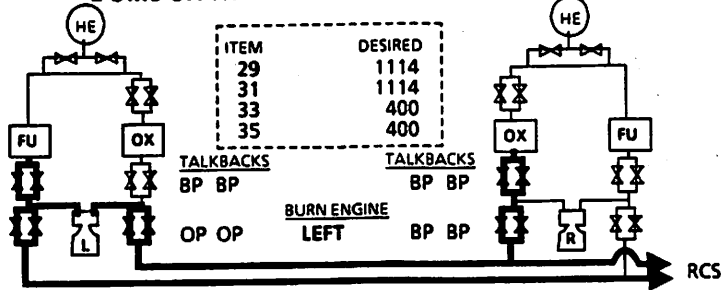 HE
HE
ITEM DESIRED
29 1114
31 1114
33 400
35 400
FU OX
OX FU
TALKBACKS TALKBACKS
BP BP BP BP
BURN ENGINE
L OP OP LEFT BP BP R
RCS